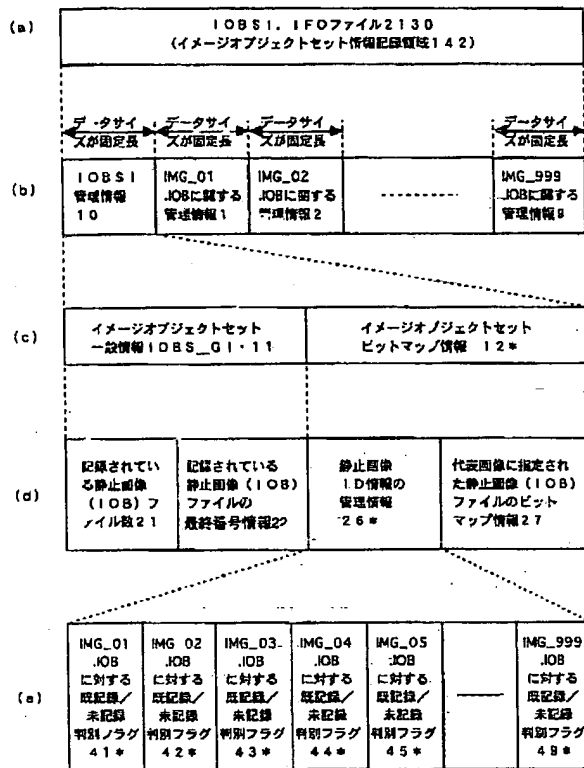 (a)
IOBSI. IFOファイル2130
(イメージオブジェクトセット情報記録領域142)
データサイ
ズが固定長
データサイ
ズが固定長
データサイ
ズが固定長
データサイ
ズが固定長
(b)
IOBSI
管理情報
10
IMG_01
.IOBに関する
管理情報1
IMG_02
.IOBに関する
管理情報2
IMG_999
.IOBに関する
管理情報9
(c)
イメージオブジェクトセット
一般情報IOBS_GI・11
イメージオブジェクトセット
ビットマップ情報 12*
(d)
記録されてい
る静止画像
(IOB)フ
ァイル数21
記録されている
静止画像(IOB)
ファイルの
最終番号情報22
静止画像
ID情報の
管理情報
26*
代表画像に指定され
た静止画像(IOB)
ファイルのビット
マップ情報27
(e)
IMG_01
.IOB
に対する
既記録/
未記録
判別フラグ
41*
IMG_02
.IOB
に対する
既記録/
未記録
判別フラグ
42*
IMG_03
.IOB
に対する
既記録/
未記録
判別フラグ
43*
IMG_04
.IOB
に対する
既記録/
未記録
判別フラグ
44*
IMG_05
.IOB
に対する
既記録/
未記録
判別フラグ
45*
IMG_999
.IOB
に対する
既記録/
未記録
判別フラグ
49*